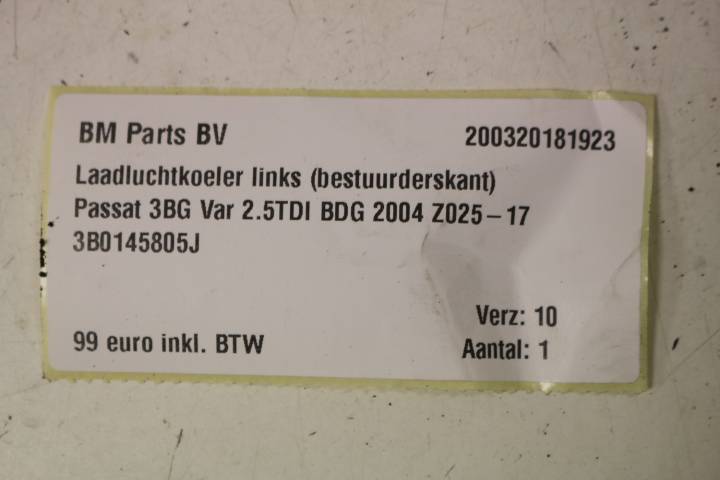 BM Parts BV 200320181923
Laadluchtkoeler links (bestuurderskant)
Passat 3BG Var 2.5TDI BDG 2004 Z025-17
3B0145805J
Verz: 10
99 euro inkl. BTW Aantal: 1